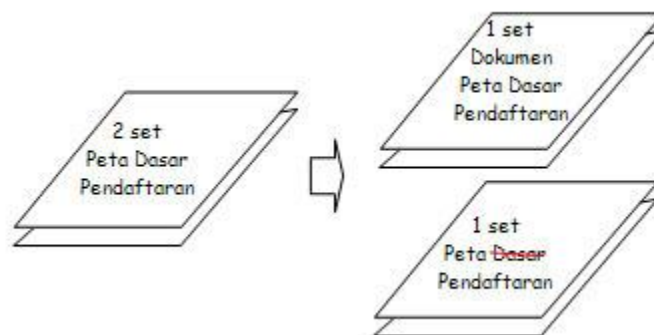 2 set
Peta Dasar
Pendaftaran
1 set
Dokumen
Peta Dasar
Pendaftaran
1 set
Peta Dasar
Pendaftaran